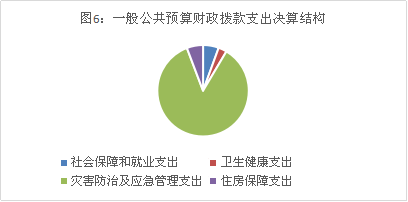 图6：一般公共预算财政拨款支出决算结构
社会保障和就业支出 卫生健康支出
灾害防治及应急管理支出 住房保障支出